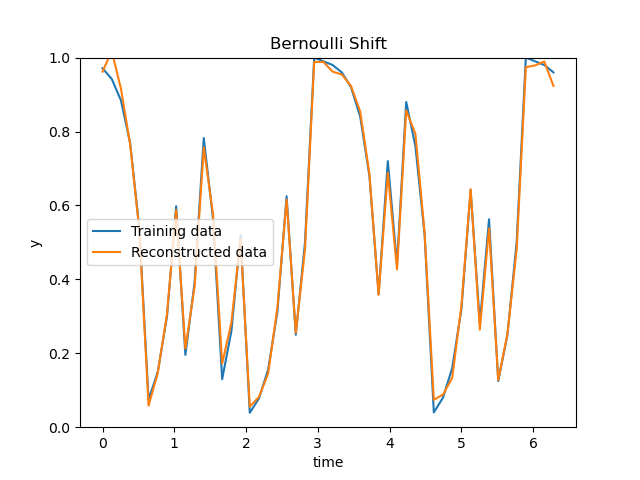 Bernoulli Shift
1.0
0.8
0.6
0.4
0.2
0.0
y
Training data
Reconstructed data
0 1 2 3 4 5 6
time